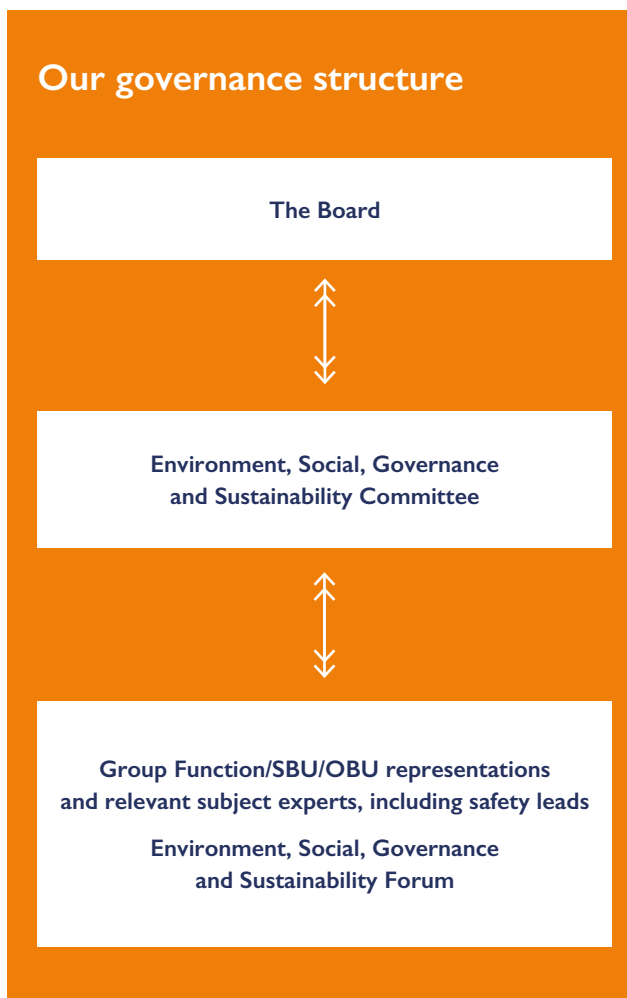 Our governance structure
The Board
Environment, Social, Governance
and Sustainability Committee
Group Function/SBU/OBU representations
and relevant subject experts, including safety leads
Environment, Social, Governance
and Sustainability Forum